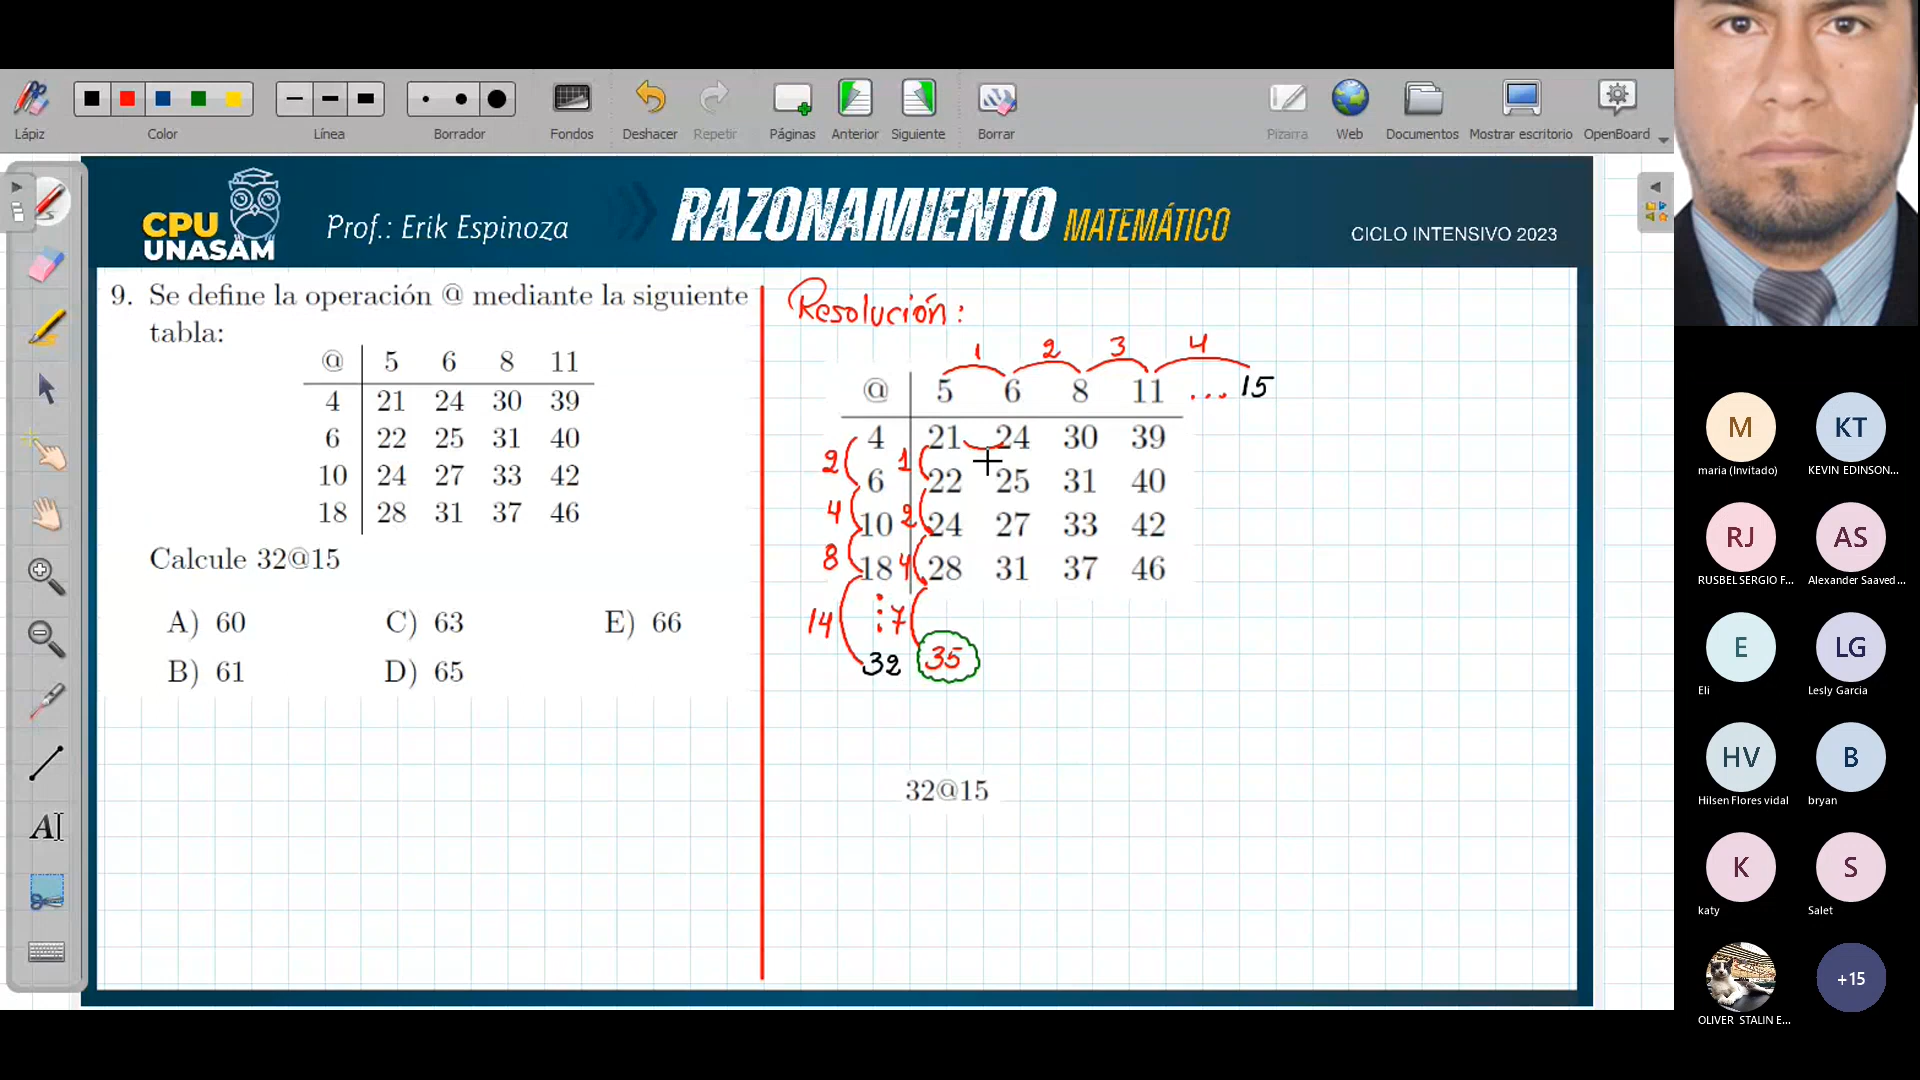 Lápiz
Color
Línea
Borrador
Fondos
Deshacer
Repetir
Páginas
Anterior
Siguiente
Borrar
Pizarra
Web
Documentos
Mostrar escritorio
OpenBoard
CPU
UNASAM
Prof.: Erik Espinoza
RAZONAMIENTO MATEMÁTICO
CICLO INTENSIVO 2023
9. Se define la operación @ mediante la siguiente
tabla:
@ 5 6 8 11
4 21 24 30 39
6 22 25 31 40
10 24 27 33 42
18 28 31 37 46
Calcule 32@15
A) 60 C) 63 E) 66
B) 61 D) 65
Resolución:
1 2 3 4
@ 5 6 8 11 ... 15
4 21 24 30 39
2 1
6 22 25 31 40
4 2
10 24 27 33 42
8 4
18 28 31 37 46
14 7
32 35
32@15
A
M
maria (Invitado)
KT
KEVIN EDINSON...
RJ
RUSBEL SERGIO F...
AS
Alexander Saaved...
E
Eli
LG
Lesly Garcia
HV
Hilsen Flores vidal
B
bryan
K
katy
S
Salet
OLIVER STALIN E...
+15